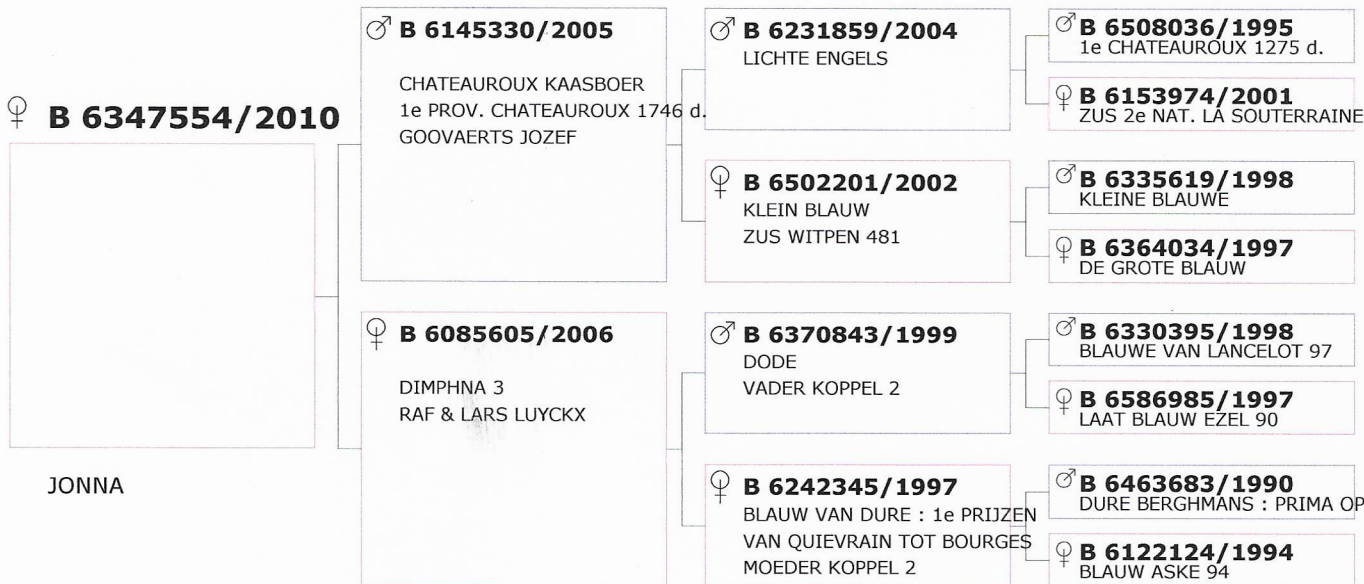 ♀ B 6347554/2010
JONNA
♂ B 6145330/2005
CHATEAUROUX KAASBOER
1e PROV. CHATEAUROUX 1746 d.
GOOVAERTS JOZEF
♀ B 6085605/2006
DIMPHNA 3
RAF & LARS LUYCKX
♂ B 6231859/2004
LICHTE ENGELS
♀ B 6502201/2002
KLEIN BLAUW
ZUS WITPEN 481
♂ B 6370843/1999
DODE
VADER KOPPEL 2
♀ B 6242345/1997
BLAUW VAN DURE : 1e PRIJZEN
VAN QUIEVRAIN TOT BOURGES
MOEDER KOPPEL 2
♂ B 6508036/1995
1e CHATEAUROUX 1275 d.
♀ B 6153974/2001
ZUS 2e NAT. LA SOUTERRAINE
♂ B 6335619/1998
KLEINE BLAUWE
♀ B 6364034/1997
DE GROTE BLAUW
♂ B 6330395/1998
BLAUWE VAN LANCELOT 97
♀ B 6586985/1997
LAAT BLAUW EZEL 90
♂ B 6463683/1990
DURE BERGHMANS : PRIMA OP
♀ B 6122124/1994
BLAUW ASKE 94